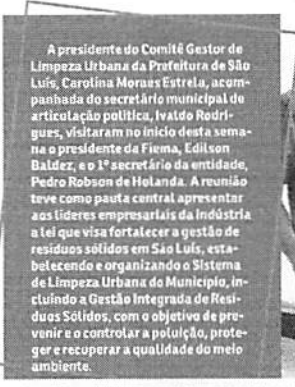 A presidente do Comitê Gestor de
Limpeza Urbana da Prefeitura de São
Luís, Carolina Moraes Estrela, acom-
panhada do secretário municipal de
articulação política, Ivaldo Rodri-
gues, visitaram no início desta sema-
na o presidente da Fiema, Edilson
Baldez, e o 1º secretário da entidade,
Pedro Robson de Holanda. A reunião
teve como pauta central apresentar
aos líderes empresariais da Indústria
a lei que visa fortalecer a gestão de
resíduos sólidos em São Luís, esta-
belecendo e organizando o Sistema
de Limpeza Urbana do Município, in-
cluindo a Gestão Integrada de Resí-
duos Sólidos, com o objetivo de pre-
venir e o controlar a poluição, prote-
ger e recuperar a qualidade do meio
ambiente.